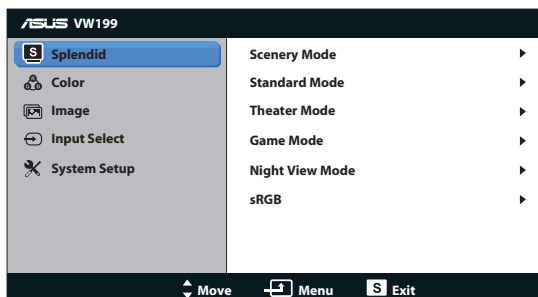 ASUS VW199
S Splendid
Color
Image
Input Select
System Setup
Scenery Mode
Standard Mode
Theater Mode
Game Mode
Night View Mode
sRGB
Move Menu S Exit